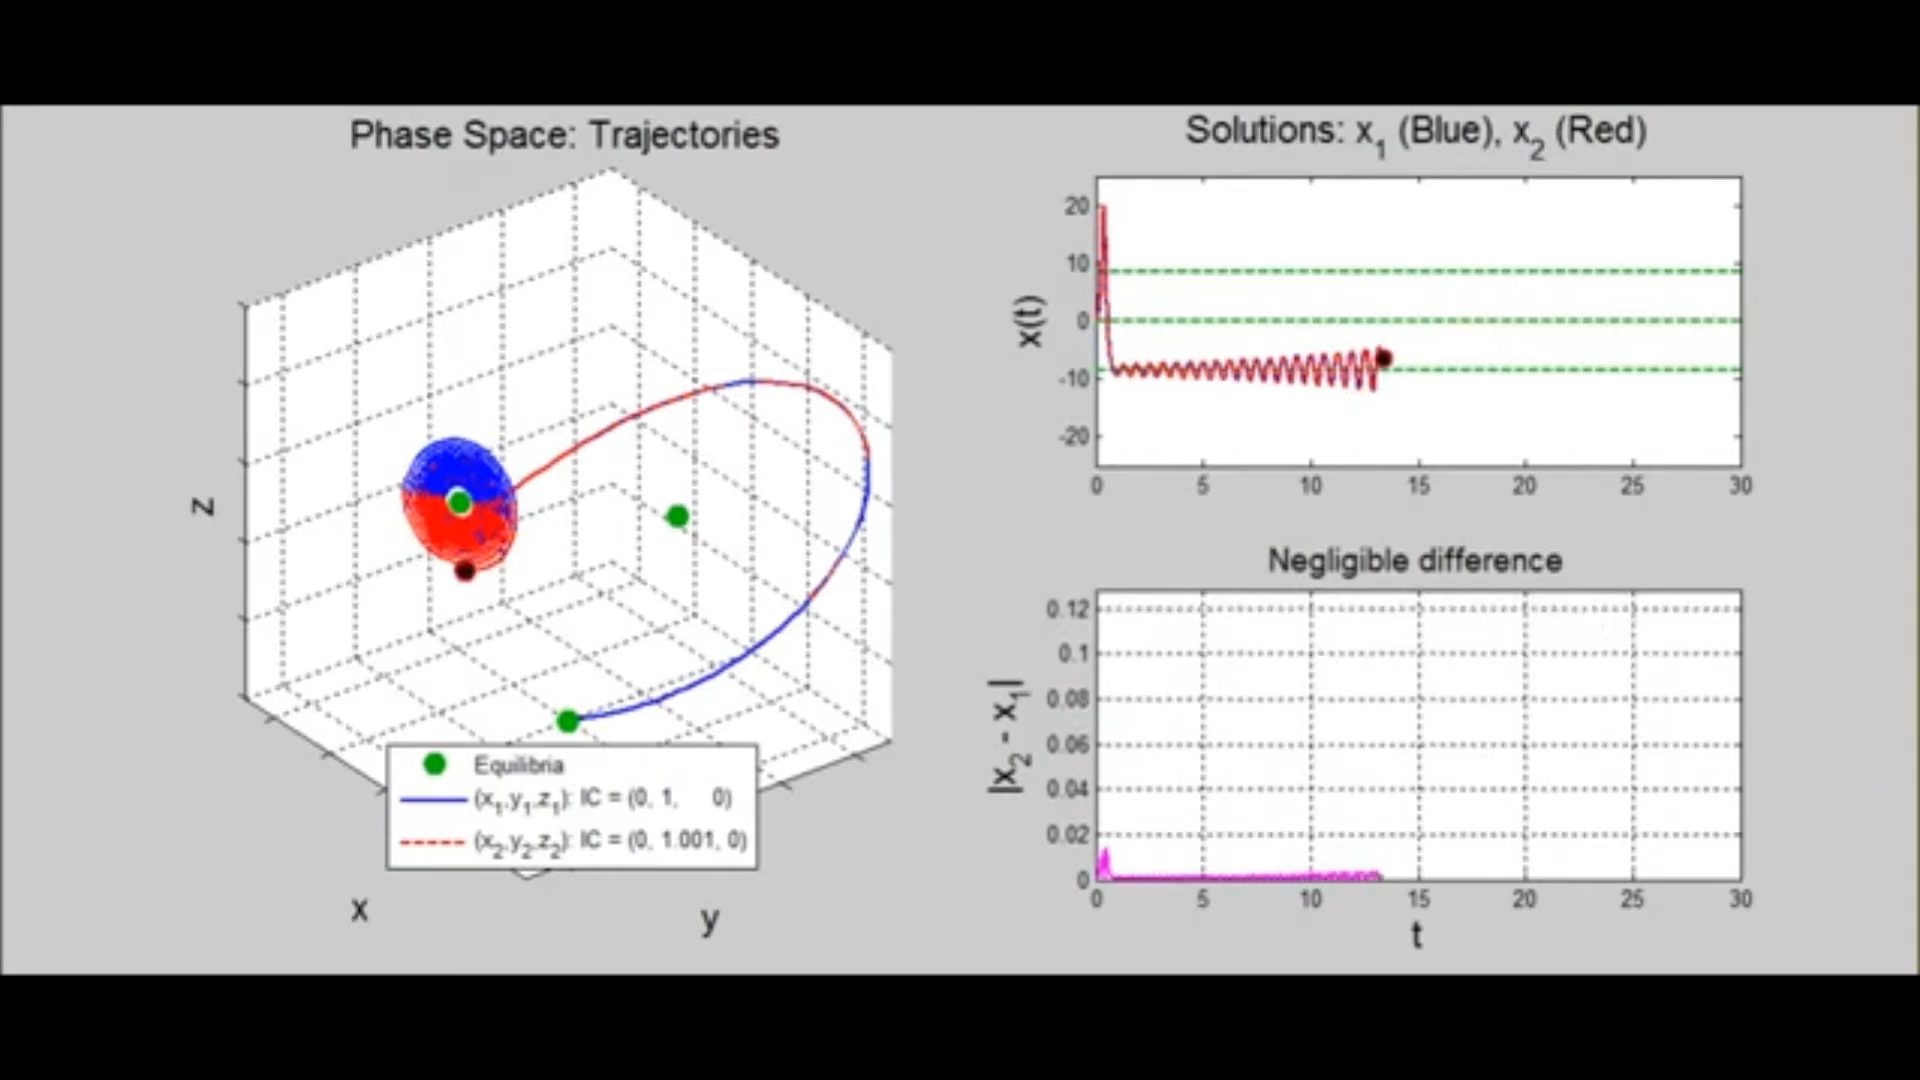 Phase Space: Trajectories
z
x
y
Equilibria
(x₁,y₁,z₁): IC = (0, 1, 0)
(x₂,y₂,z₂): IC = (0, 1.001, 0)
Solutions: x₁ (Blue), x₂ (Red)
x(t)
20
10
0
-10
-20
0 5 10 15 20 25 30
Negligible difference
|x₂ - x₁|
0.12
0.1
0.08
0.06
0.04
0.02
0
0 5 10 15 20 25 30
t